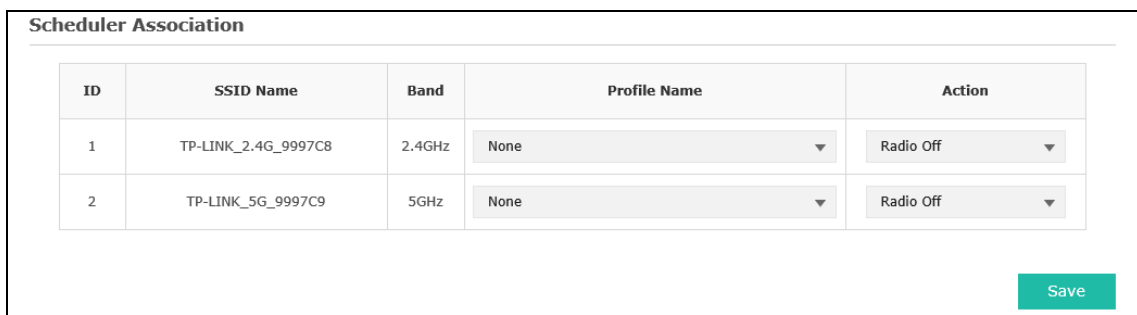 Scheduler Association
ID SSID Name Band Profile Name Action
1 TP-LINK_2.4G_9997C8 2.4GHz None Radio Off
2 TP-LINK_5G_9997C9 5GHz None Radio Off
Save